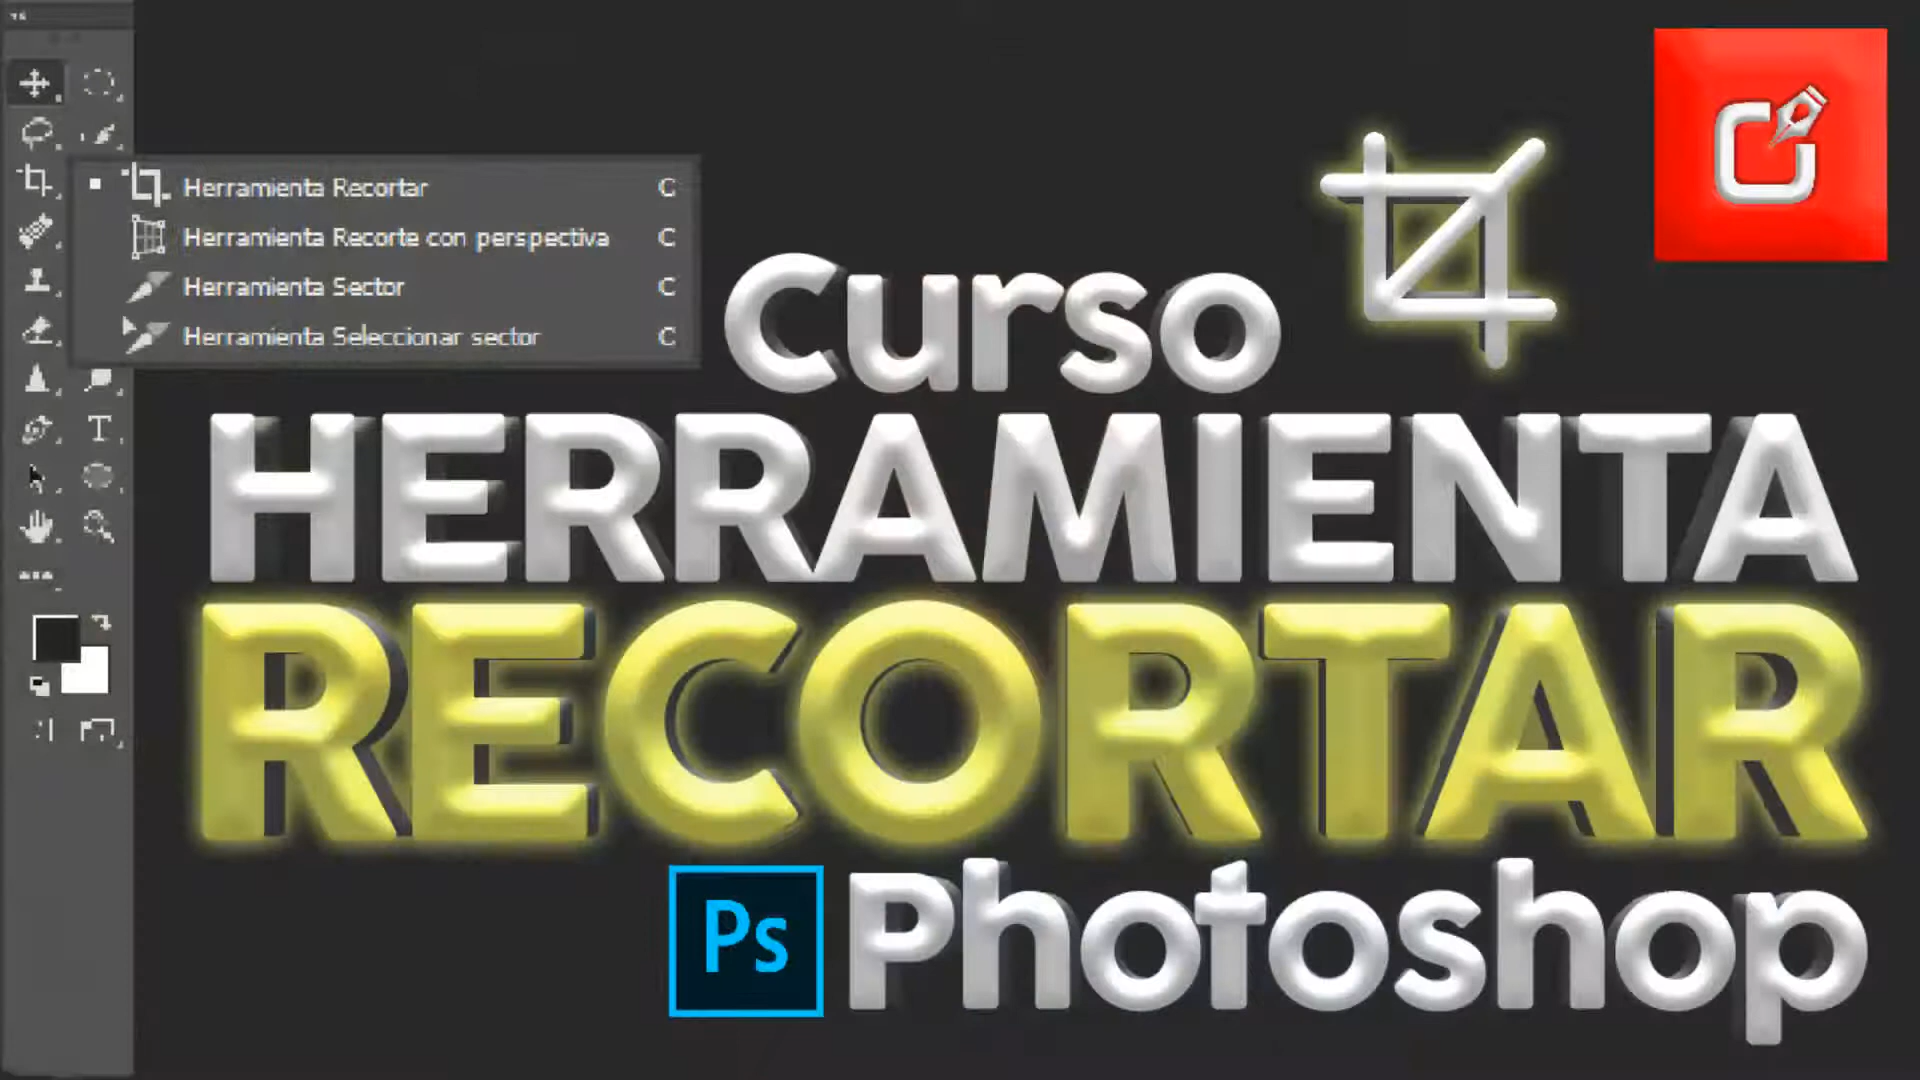 Herramienta Recortar C
Herramienta Recorte con perspectiva C
Herramienta Sector C
Herramienta Seleccionar sector C
Curso
HERRAMIENTA
RECORTAR
Ps Photoshop
T